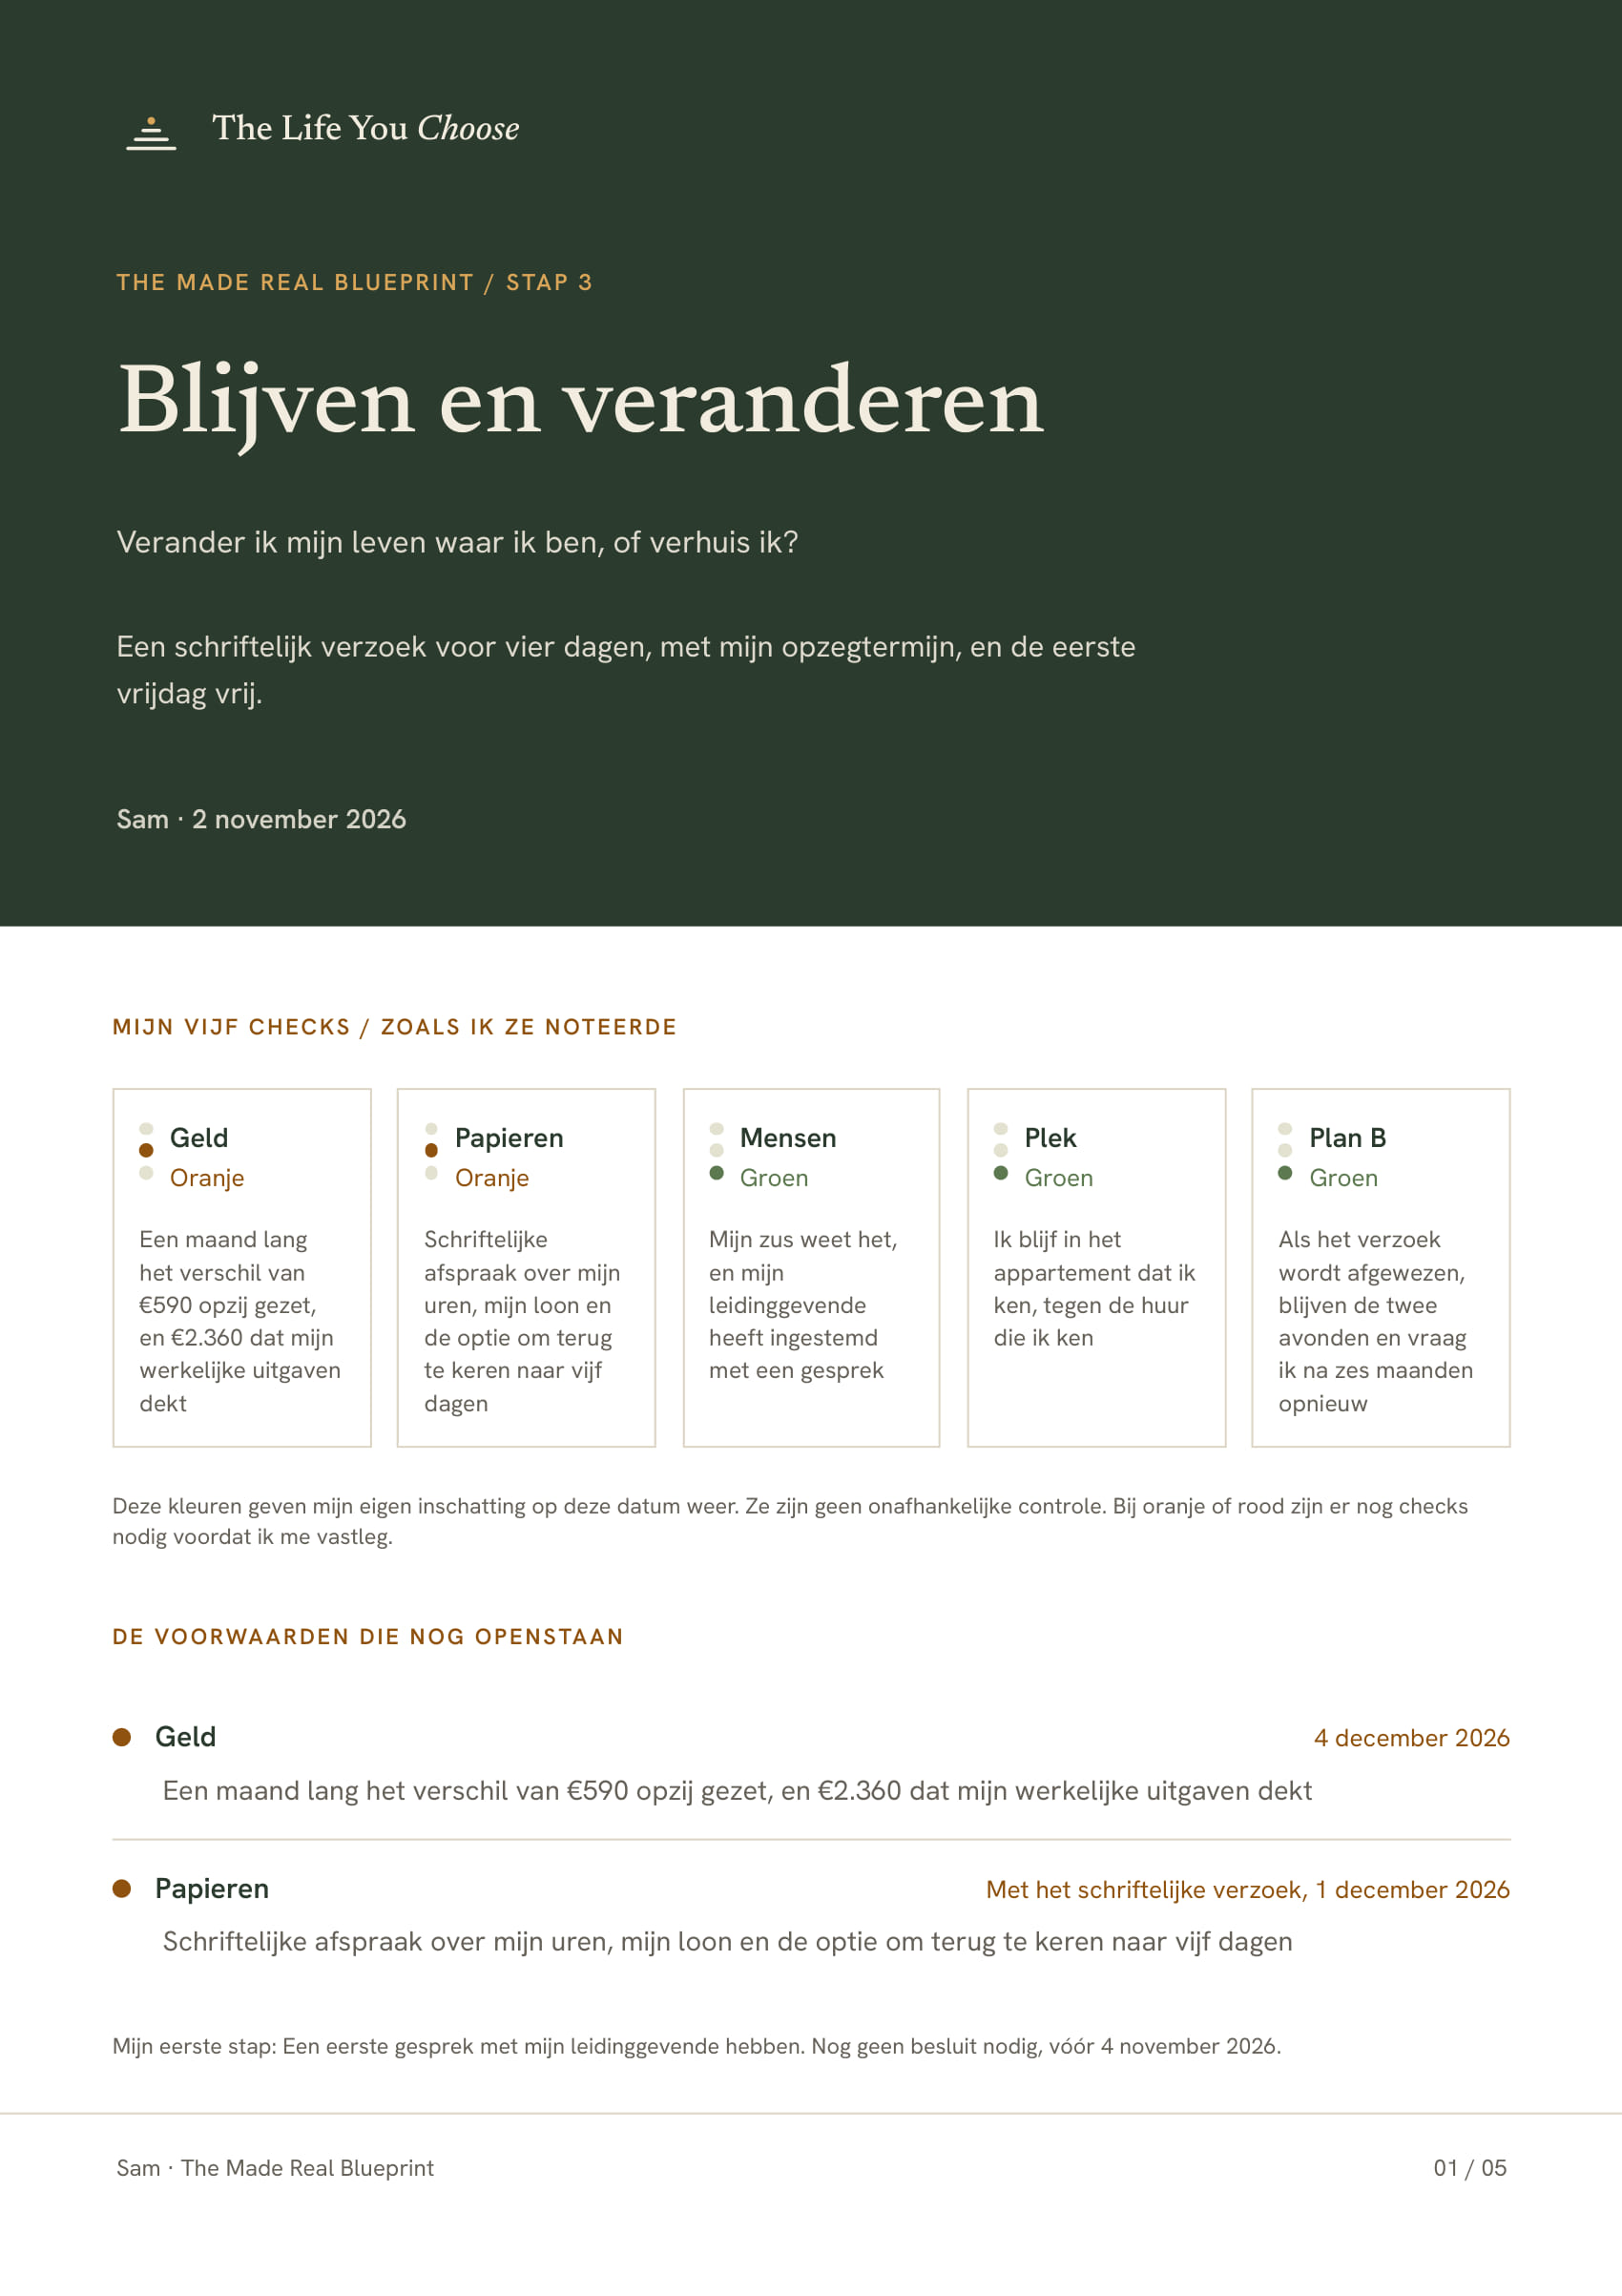 The Life You Choose
THE MADE REAL BLUEPRINT / STAP 3
Blijven en veranderen
Verander ik mijn leven waar ik ben, of verhuis ik?
Een schriftelijk verzoek voor vier dagen, met mijn opzegtermijn, en de eerste
vrijdag vrij.
Sam · 2 november 2026
MIJN VIJF CHECKS / ZOALS IK ZE NOTEERDE
Geld
Oranje
Een maand lang
het verschil van
€590 opzij gezet,
en €2.360 dat mijn
werkelijke uitgaven
dekt
Papieren
Oranje
Schriftelijke
afspraak over mijn
uren, mijn loon en
de optie om terug
te keren naar vijf
dagen
Mensen
Groen
Mijn zus weet het,
en mijn
leidinggevende
heeft ingestemd
met een gesprek
Plek
Groen
Ik blijf in het
appartement dat ik
ken, tegen de huur
die ik ken
Plan B
Groen
Als het verzoek
wordt afgewezen,
blijven de twee
avonden en vraag
ik na zes maanden
opnieuw
Deze kleuren geven mijn eigen inschatting op deze datum weer. Ze zijn geen onafhankelijke controle. Bij oranje of rood zijn er nog checks
nodig voordat ik me vastleg.
DE VOORWAARDEN DIE NOG OPENSTAAN
Geld
4 december 2026
Een maand lang het verschil van €590 opzij gezet, en €2.360 dat mijn werkelijke uitgaven dekt
Papieren
Met het schriftelijke verzoek, 1 december 2026
Schriftelijke afspraak over mijn uren, mijn loon en de optie om terug te keren naar vijf dagen
Mijn eerste stap: Een eerste gesprek met mijn leidinggevende hebben. Nog geen besluit nodig, vóór 4 november 2026.
Sam · The Made Real Blueprint
01 / 05